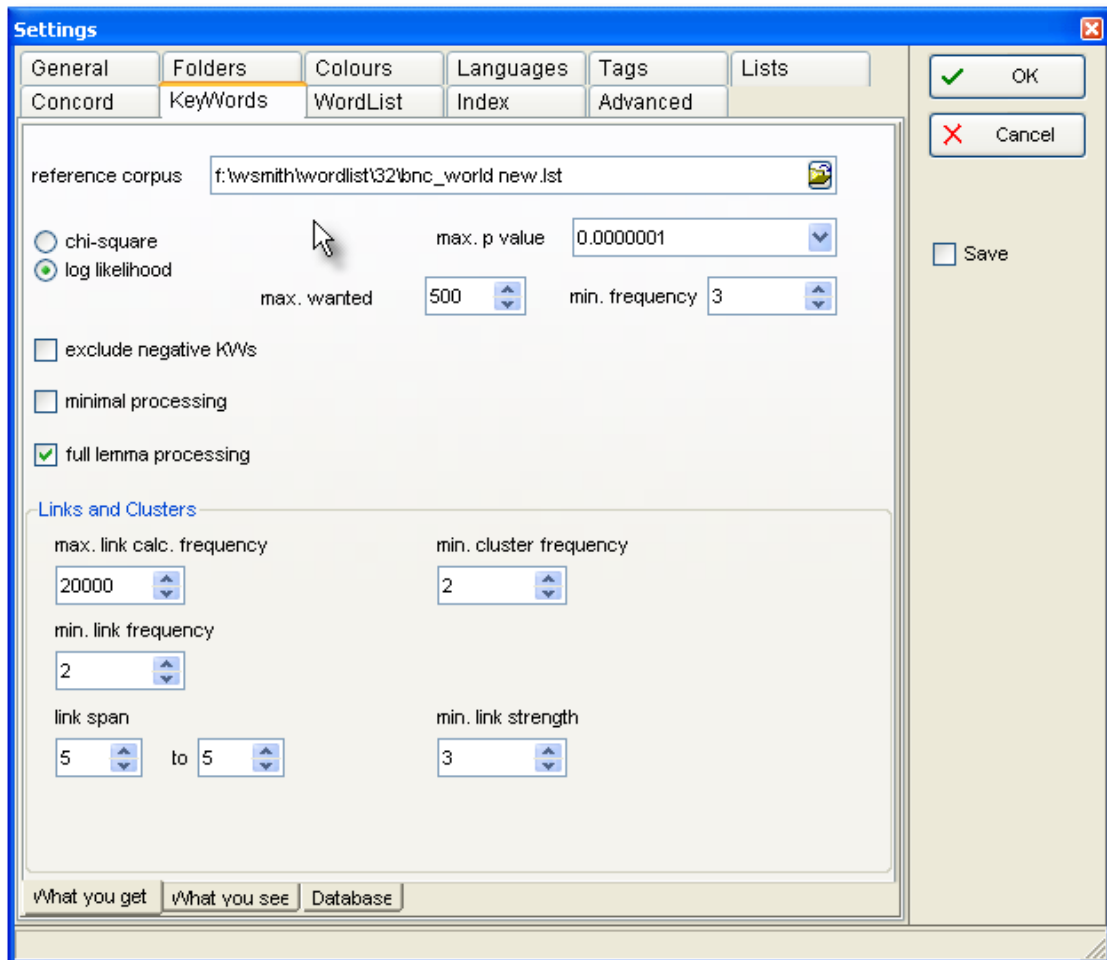 Settings
General Folders Colours Languages Tags Lists
Concord KeyWords WordList Index Advanced
OK
Cancel
Save
reference corpus f:\wsmith\wordlist\32\bnc_world new.lst
chi-square
log likelihood
max. p value 0.0000001
max. wanted 500 min. frequency 3
exclude negative KWs
minimal processing
full lemma processing
Links and Clusters
max. link calc. frequency min. cluster frequency
20000 2
min. link frequency
2
link span min. link strength
5 to 5 3
What you get What you see Database